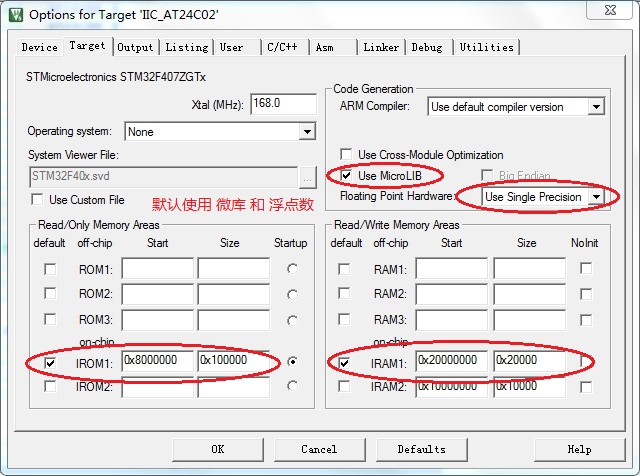 Options for Target 'IIC_AT24C02'
Device Target Output Listing User C/C++ Asm Linker Debug Utilities
STMicroelectronics STM32F407ZGTx
Xtal (MHz): 168.0
Operating system: None
System Viewer File:
STM32F40x.svd ...
Use Custom File
默认使用 微库 和 浮点数
Code Generation
ARM Compiler: Use default compiler version
Use Cross-Module Optimization
Use MicroLIB Big Endian
Floating Point Hardware: Use Single Precision
Read/Only Memory Areas
default off-chip Start Size Startup
ROM1:
ROM2:
ROM3:
on-chip
IROM1: 0x8000000 0x100000
IROM2:
Read/Write Memory Areas
default off-chip Start Size NoInit
RAM1:
RAM2:
RAM3:
on-chip
IRAM1: 0x20000000 0x20000
IRAM2: 0x10000000 0x10000
OK Cancel Defaults Help